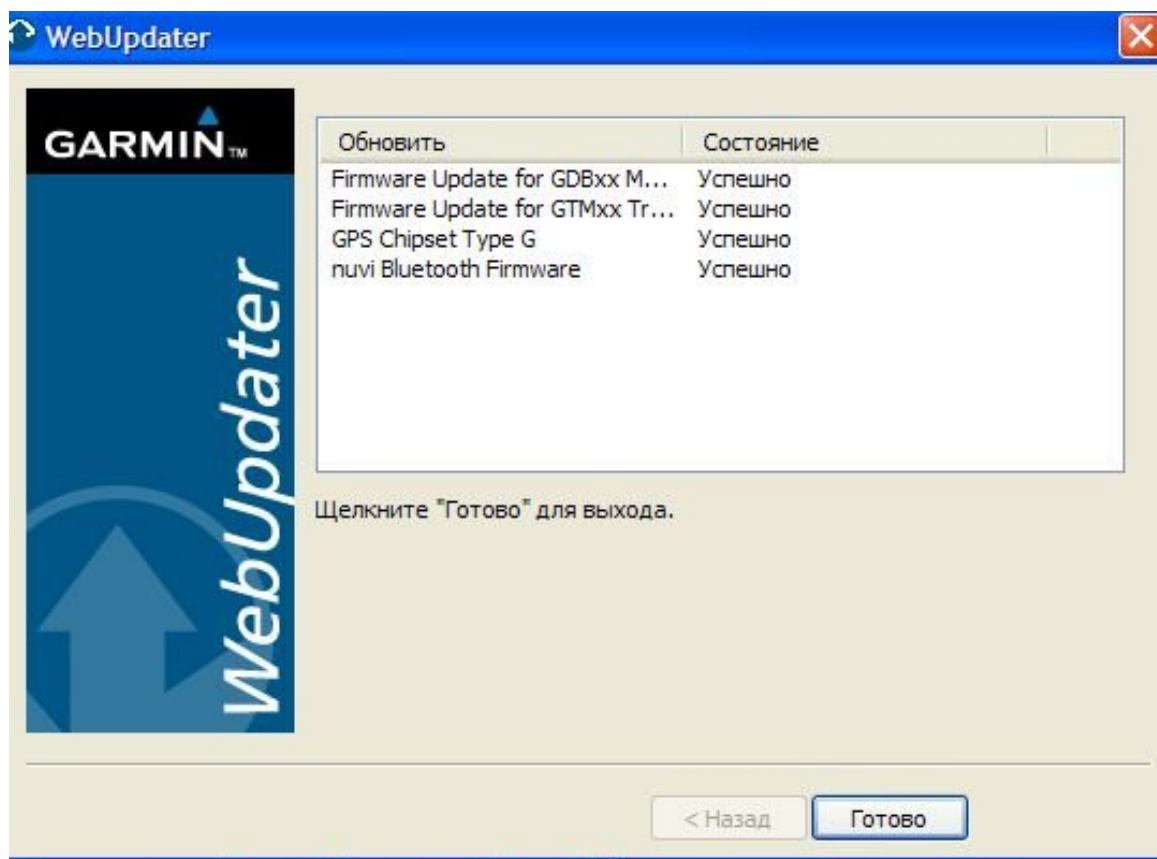 WebUpdater
GARMIN™
WebUpdater
Обновить Состояние
Firmware Update for GDBxx M... Успешно
Firmware Update for GTMxx Tr... Успешно
GPS Chipset Type G Успешно
nuvi Bluetooth Firmware Успешно
Щелкните "Готово" для выхода.
< Назад Готово